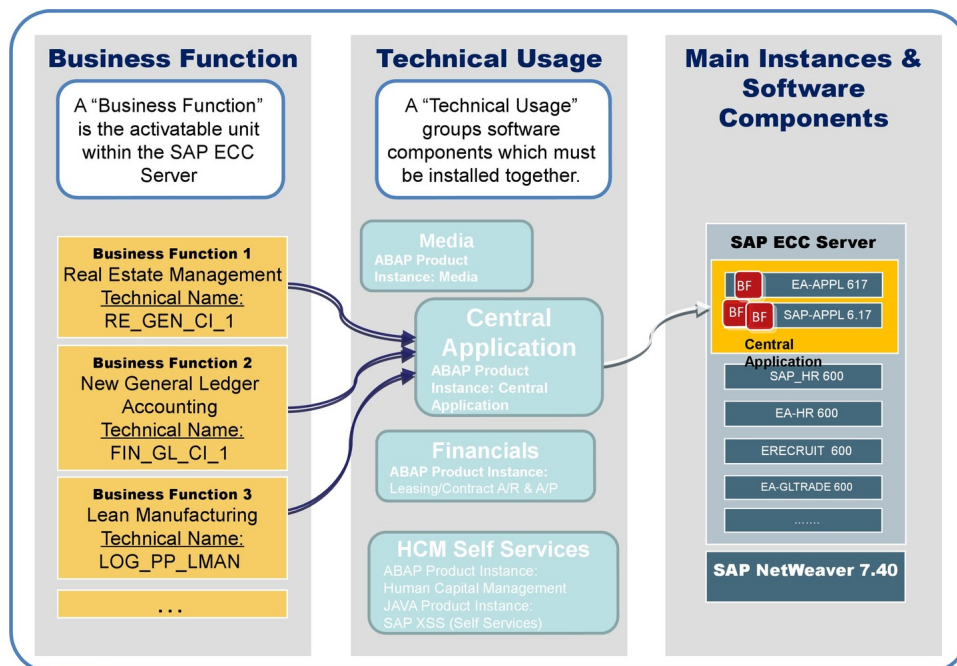 Business Function
A “Business Function”
is the activatable unit
within the SAP ECC
Server
Business Function 1
Real Estate Management
Technical Name:
RE_GEN_CI_1
Business Function 2
New General Ledger
Accounting
Technical Name:
FIN_GL_CI_1
Business Function 3
Lean Manufacturing
Technical Name:
LOG_PP_LMAN
...
Technical Usage
A “Technical Usage”
groups software
components which must
be installed together.
Media
ABAP Product
Instance: Media
Central
Application
ABAP Product
Instance: Central
Application
Financials
ABAP Product Instance:
Leasing/Contract A/R & A/P
HCM Self Services
ABAP Product Instance:
Human Capital Management
JAVA Product Instance:
SAP XSS (Self Services)
Main Instances &
Software
Components
SAP ECC Server
BF EA-APPL 617
BF BF SAP-APPL 6.17
Central
Application
SAP_HR 600
EA-HR 600
ERECRUIT 600
EA-GLTRADE 600
.......
SAP NetWeaver 7.40